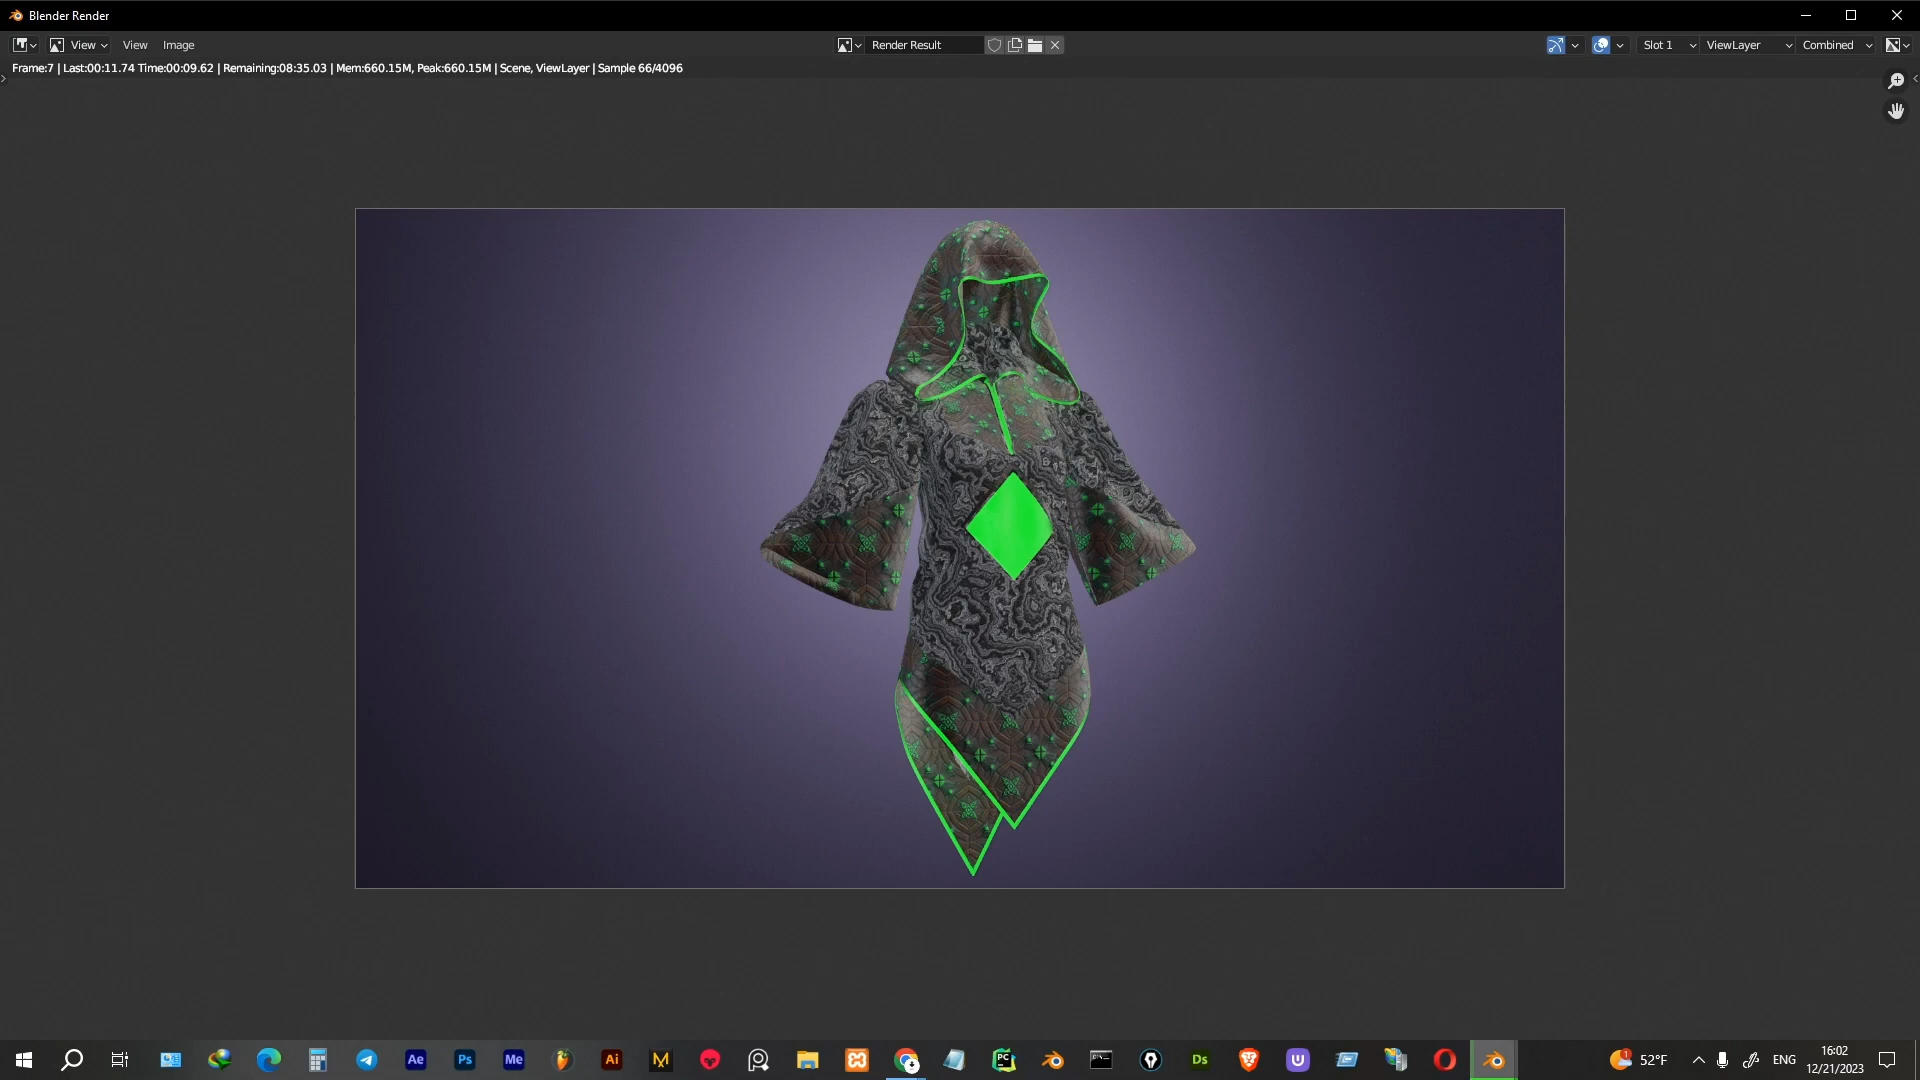 Blender Render
View View Image Render Result Slot 1 ViewLayer Combined
Frame:7 | Last:00:11.74 Time:00:09.62 | Remaining:08:35.03 | Mem:660.15M, Peak:660.15M | Scene, ViewLayer | Sample 66/4096
Ae Ps Me Ai PC Ds 1 52°F ENG
16:02
12/21/2023